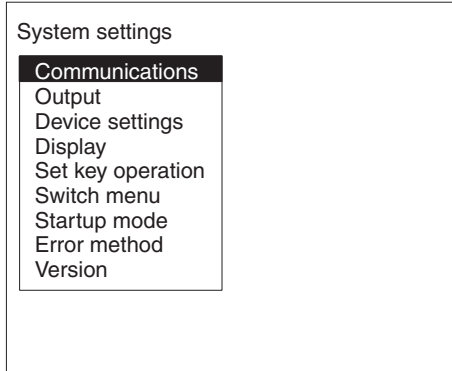 System settings
Communications
Output
Device settings
Display
Set key operation
Switch menu
Startup mode
Error method
Version